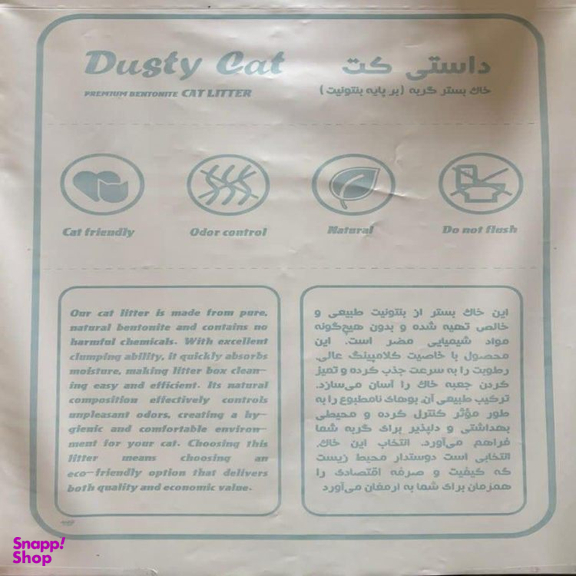 Dusty Cat
PREMIUM BENTONITE CAT LITTER
داستی کت
خاک بستر گربه (بر پایه بنتونیت)
Cat friendly
Odor control
Natural
Do not flush
Our cat litter is made from pure,
natural bentonite and contains no
harmful chemicals. With excellent
clumping ability, it quickly absorbs
moisture, making litter box clean-
ing easy and efficient. Its natural
composition effectively controls
unpleasant odors, creating a hy-
gienic and comfortable environ-
ment for your cat. Choosing this
litter means choosing an
eco-friendly option that delivers
both quality and economic value.
این خاک بستر از بنتونیت طبیعی و
خالص تهیه شده و بدون هیچ‌گونه
مواد شیمیایی مضر است. این
محصول با خاصیت کلامپینگ عالی،
رطوبت را به سرعت جذب کرده و تمیز
کردن جعبه خاک را آسان می‌سازد.
ترکیب طبیعی آن، بوهای نامطبوع را به
طور مؤثر کنترل کرده و محیطی
بهداشتی و دلپذیر برای گربه شما
فراهم می‌آورد. انتخاب این خاک،
انتخابی است دوستدار محیط زیست
که کیفیت و صرفه اقتصادی را
همزمان برای شما به ارمغان می‌آورد
Snapp!
Shop